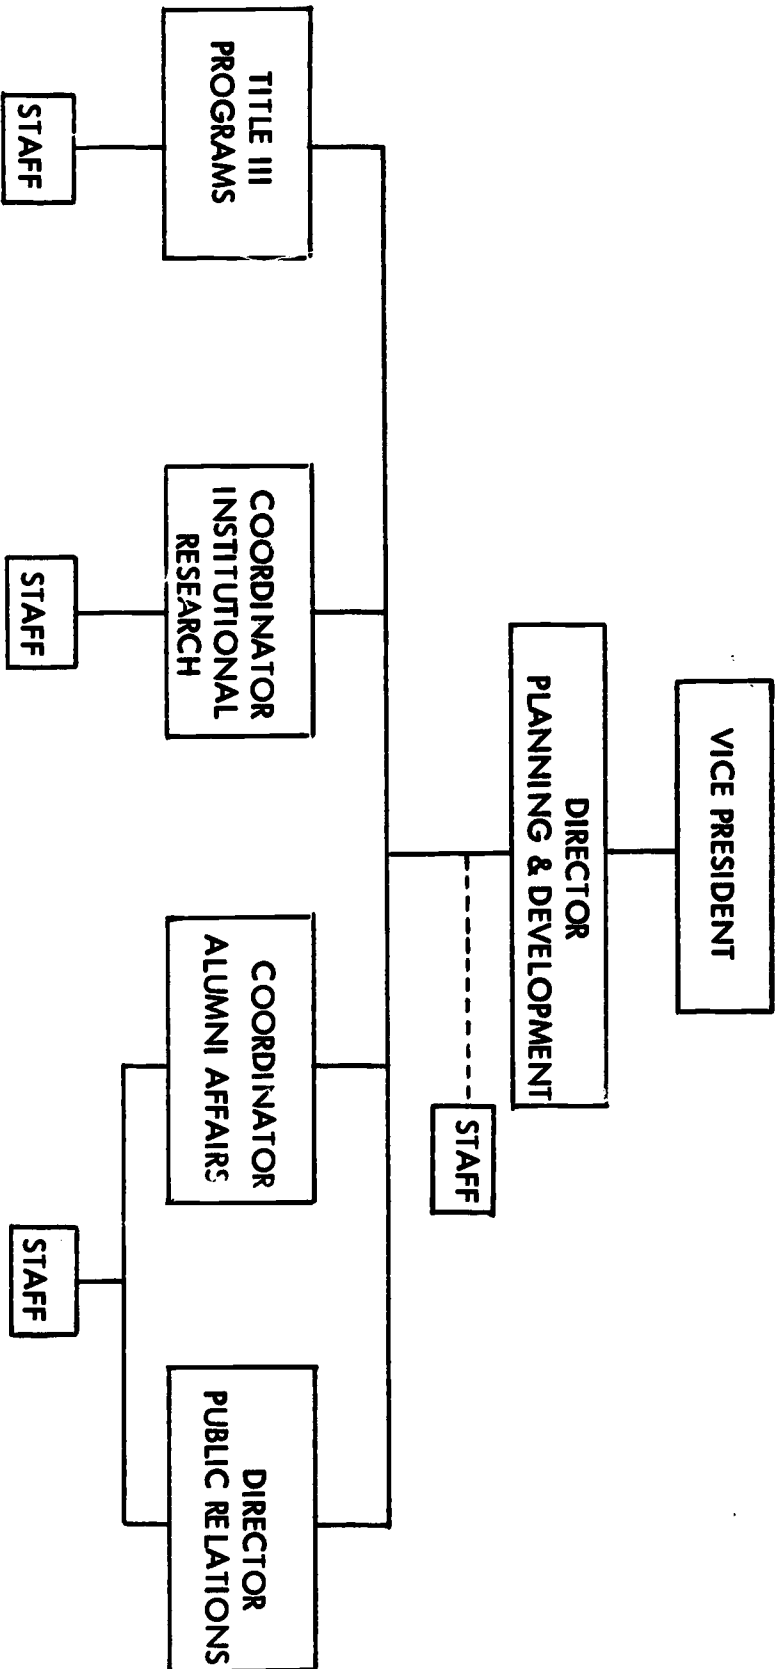 VICE PRESIDENT
DIRECTOR
PLANNING & DEVELOPMENT
STAFF
TITLE III
PROGRAMS
COORDINATOR
INSTITUTIONAL
RESEARCH
COORDINATOR
ALUMNI AFFAIRS
DIRECTOR
PUBLIC RELATIONS
STAFF
STAFF
STAFF